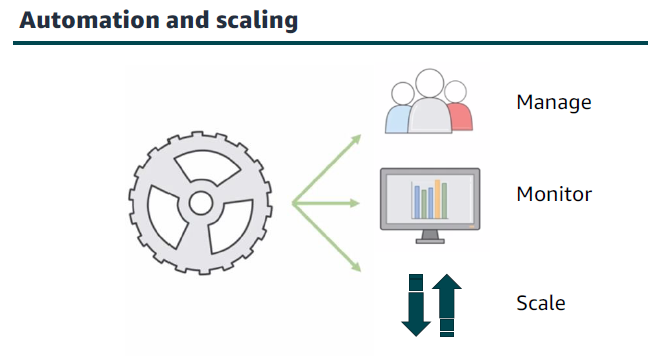 Automation and scaling
Manage
Monitor
Scale